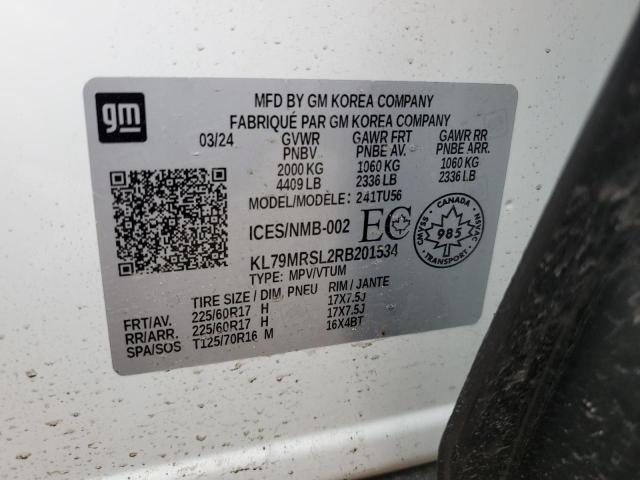 gm
MFD BY GM KOREA COMPANY
FABRIQUÉ PAR GM KOREA COMPANY
03/24 GVWR GAWR FRT GAWR RR
PNBV PNBE AV. PNBE ARR.
2000 KG 1060 KG 1060 KG
4409 LB 2336 LB 2336 LB
MODEL/MODÈLE: 241TU56
ICES/NMB-002 EC
CANADA
985
CMVSS
NSVAC
KL79MRSL2RB201534
TYPE: MPV/VTUM
TIRE SIZE / DIM. PNEU RIM / JANTE
FRT/AV. 225/60R17 H 17X7.5J
RR/ARR. 225/60R17 H 17X7.5J
SPA/SOS T125/70R16 M 16X4BT